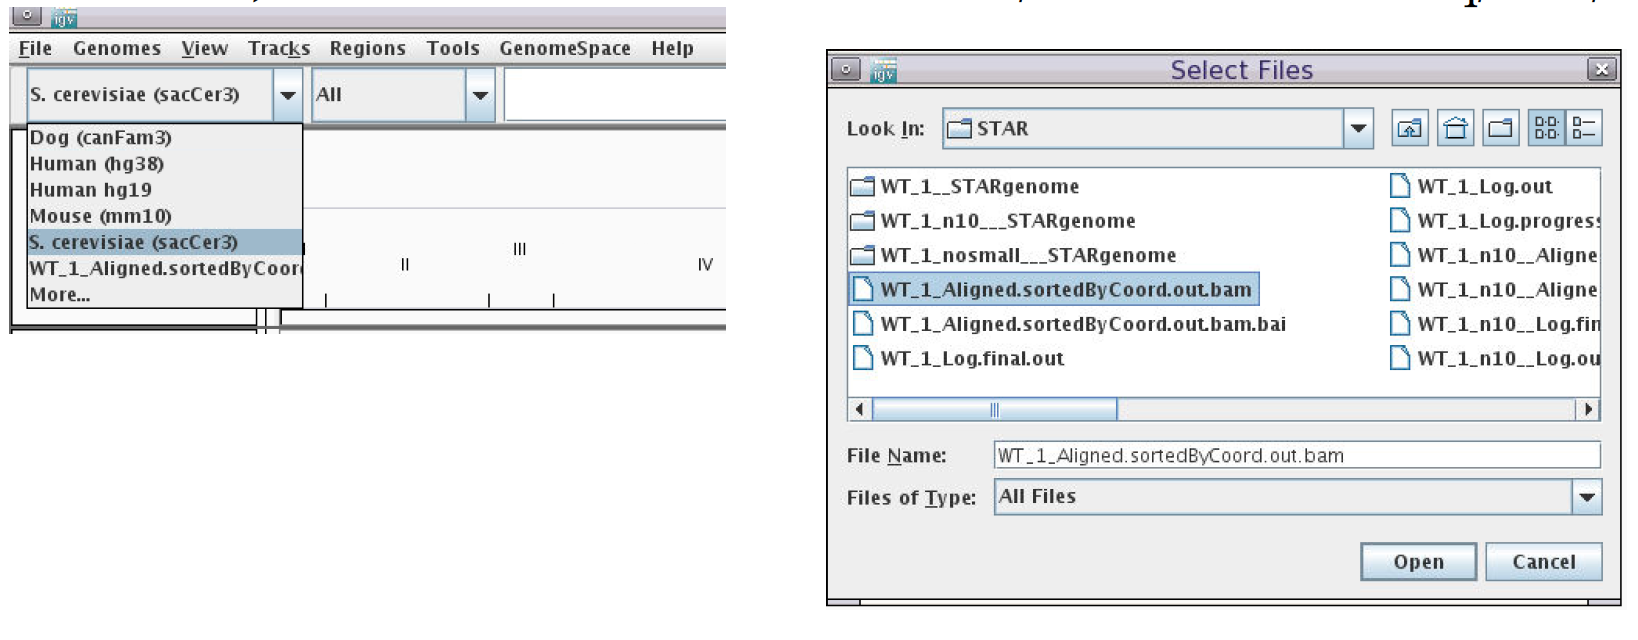 igv
File Genomes View Tracks Regions Tools GenomeSpace Help
S. cerevisiae (sacCer3) All
Dog (canFam3)
Human (hg38)
Human hg19
Mouse (mm10)
S. cerevisiae (sacCer3)
WT_1_Aligned.sortedByCoor
More...
II III IV
igv Select Files
Look In: STAR
WT_1__STARgenome WT_1_Log.out
WT_1_n10___STARgenome WT_1_Log.progress
WT_1_nosmall___STARgenome WT_1_n10__Aligne
WT_1_Aligned.sortedByCoord.out.bam WT_1_n10__Aligne
WT_1_Aligned.sortedByCoord.out.bam.bai WT_1_n10__Log.fin
WT_1_Log.final.out WT_1_n10__Log.ou
File Name: WT_1_Aligned.sortedByCoord.out.bam
Files of Type: All Files
Open Cancel